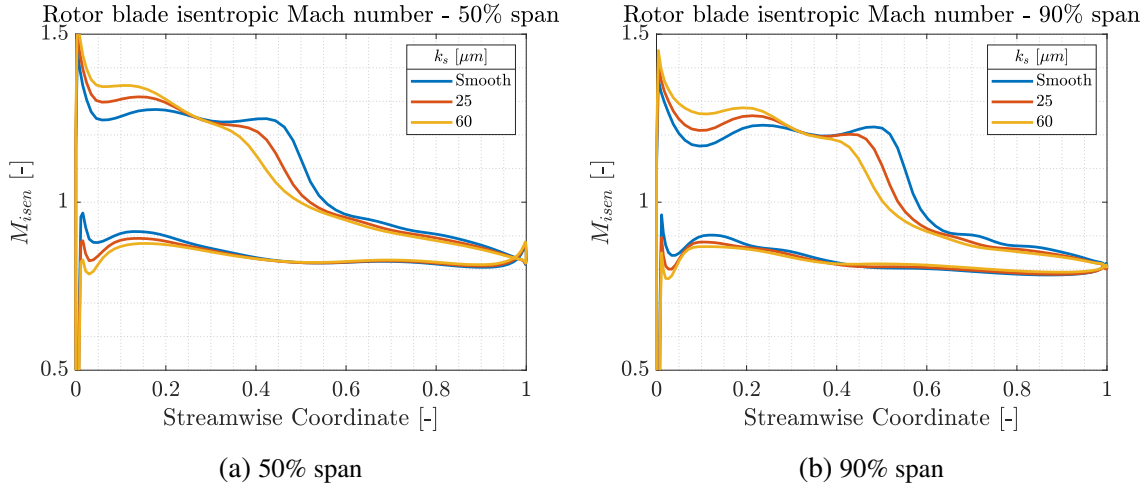 Rotor blade isentropic Mach number - 50% span
1.5
1
0.5
M_isen [-]
k_s [μm]
Smooth
25
60
0 0.2 0.4 0.6 0.8 1
Streamwise Coordinate [-]
(a) 50% span
Rotor blade isentropic Mach number - 90% span
1.5
1
0.5
M_isen [-]
k_s [μm]
Smooth
25
60
0 0.2 0.4 0.6 0.8 1
Streamwise Coordinate [-]
(b) 90% span